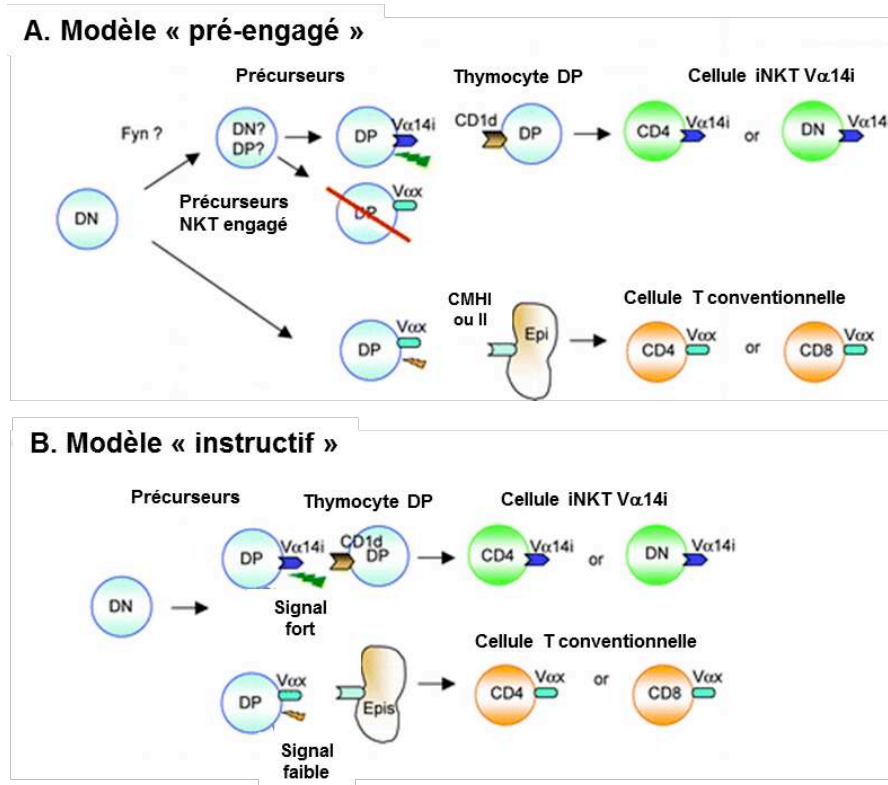 A. Modèle « pré-engagé »
Précurseurs
Thymocyte DP
Cellule iNKT Vα14i
Fyn ?
DN
DN?
DP?
DP
Vα14i
CD1d
DP
CD4
Vα14i
or
DN
Vα14
Précurseurs
NKT engagé
DP
Vαx
DP
Vαx
CMHI
ou II
Epi
Cellule T conventionnelle
CD4
Vαx
or
CD8
Vαx
B. Modèle « instructif »
Précurseurs
Thymocyte DP
Cellule iNKT Vα14i
DN
DP
Vα14i
CD1d
DP
CD4
Vα14i
or
DN
Vα14i
Signal
fort
Cellule T conventionnelle
DP
Vαx
Epis
CD4
Vαx
or
CD8
Vαx
Signal
faible